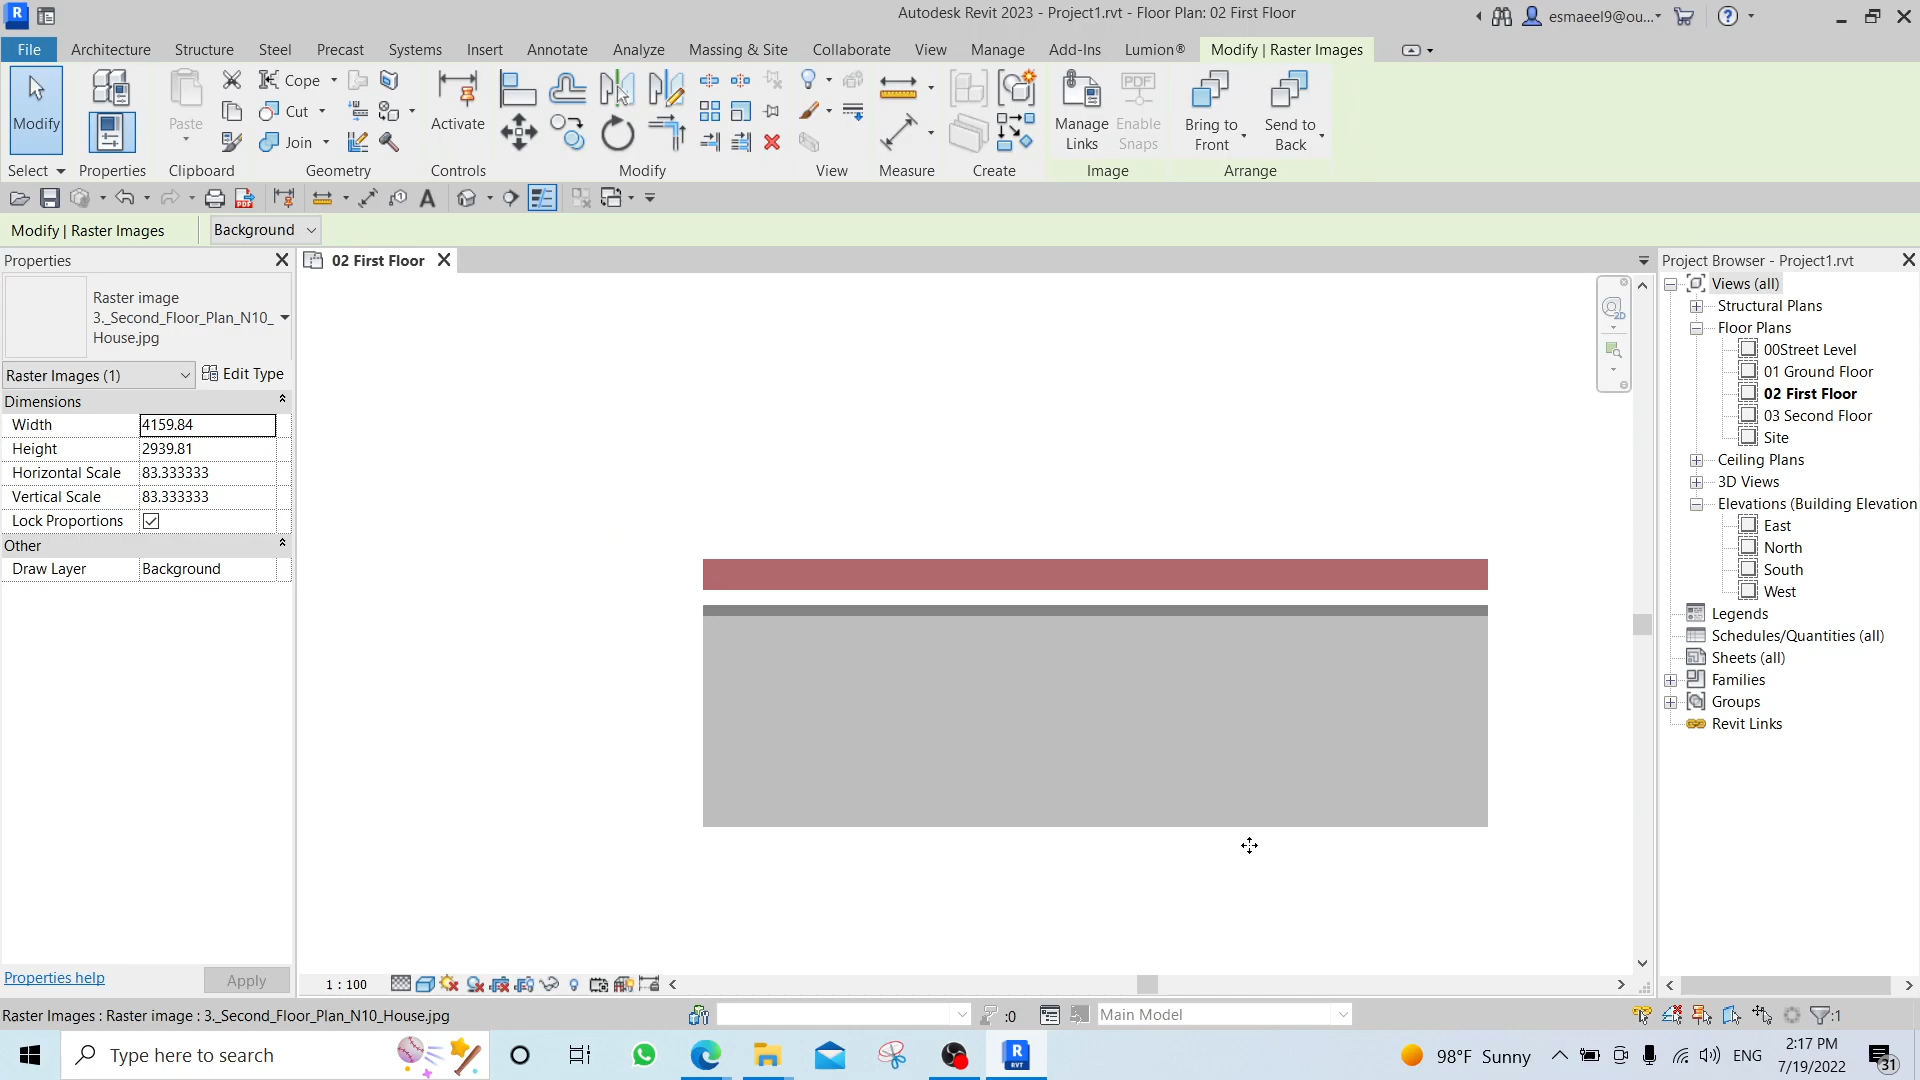 R
Autodesk Revit 2023 - Project1.rvt - Floor Plan: 02 First Floor
esmaeel9@ou...
File
Architecture
Structure
Steel
Precast
Systems
Insert
Annotate
Analyze
Massing & Site
Collaborate
View
Manage
Add-Ins
Lumion®
Modify | Raster Images
Modify
Paste
Cope
Cut
Join
Activate
Manage Links
PDF
Enable Snaps
Bring to Front
Send to Back
Select
Properties
Clipboard
Geometry
Controls
Modify
View
Measure
Create
Image
Arrange
PDF
A
Modify | Raster Images
Background
Properties
02 First Floor
Project Browser - Project1.rvt
Raster image
3._Second_Floor_Plan_N10_
House.jpg
Raster Images (1)
Edit Type
Dimensions
Width
4159.84
Height
2939.81
Horizontal Scale
83.333333
Vertical Scale
83.333333
Lock Proportions
Other
Draw Layer
Background
2D
Views (all)
Structural Plans
Floor Plans
00Street Level
01 Ground Floor
02 First Floor
03 Second Floor
Site
Ceiling Plans
3D Views
Elevations (Building Elevation
East
North
South
West
Legends
Schedules/Quantities (all)
Sheets (all)
Families
Groups
Revit Links
Properties help
Apply
1 : 100
Raster Images : Raster image : 3._Second_Floor_Plan_N10_House.jpg
:0
Main Model
:1
Type here to search
R
RVT
98°F Sunny
ENG
2:17 PM
7/19/2022
31